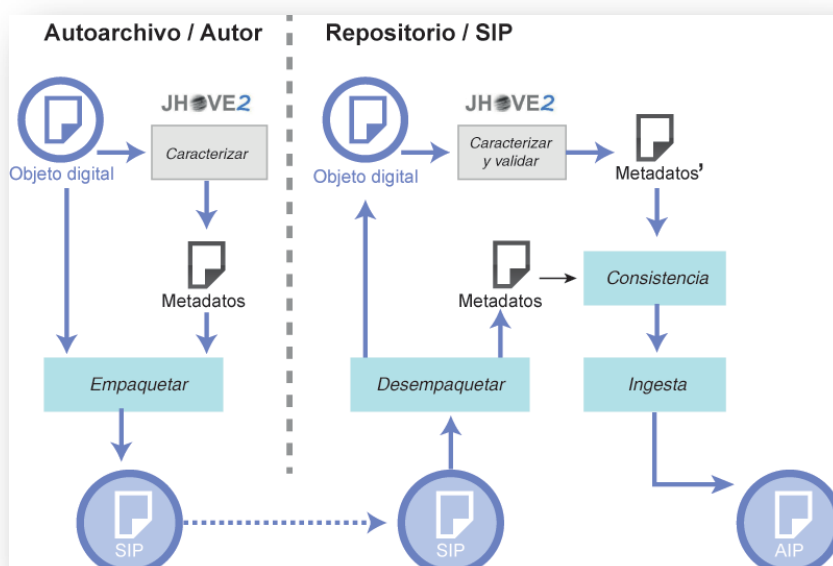 Autoarchivo / Autor
Repositorio / SIP
JHOVE2
Caracterizar
Objeto digital
Metadatos
Empaquetar
SIP
JHOVE2
Caracterizar
y validar
Objeto digital
Metadatos’
Metadatos
Consistencia
Desempaquetar
Ingesta
SIP
AIP